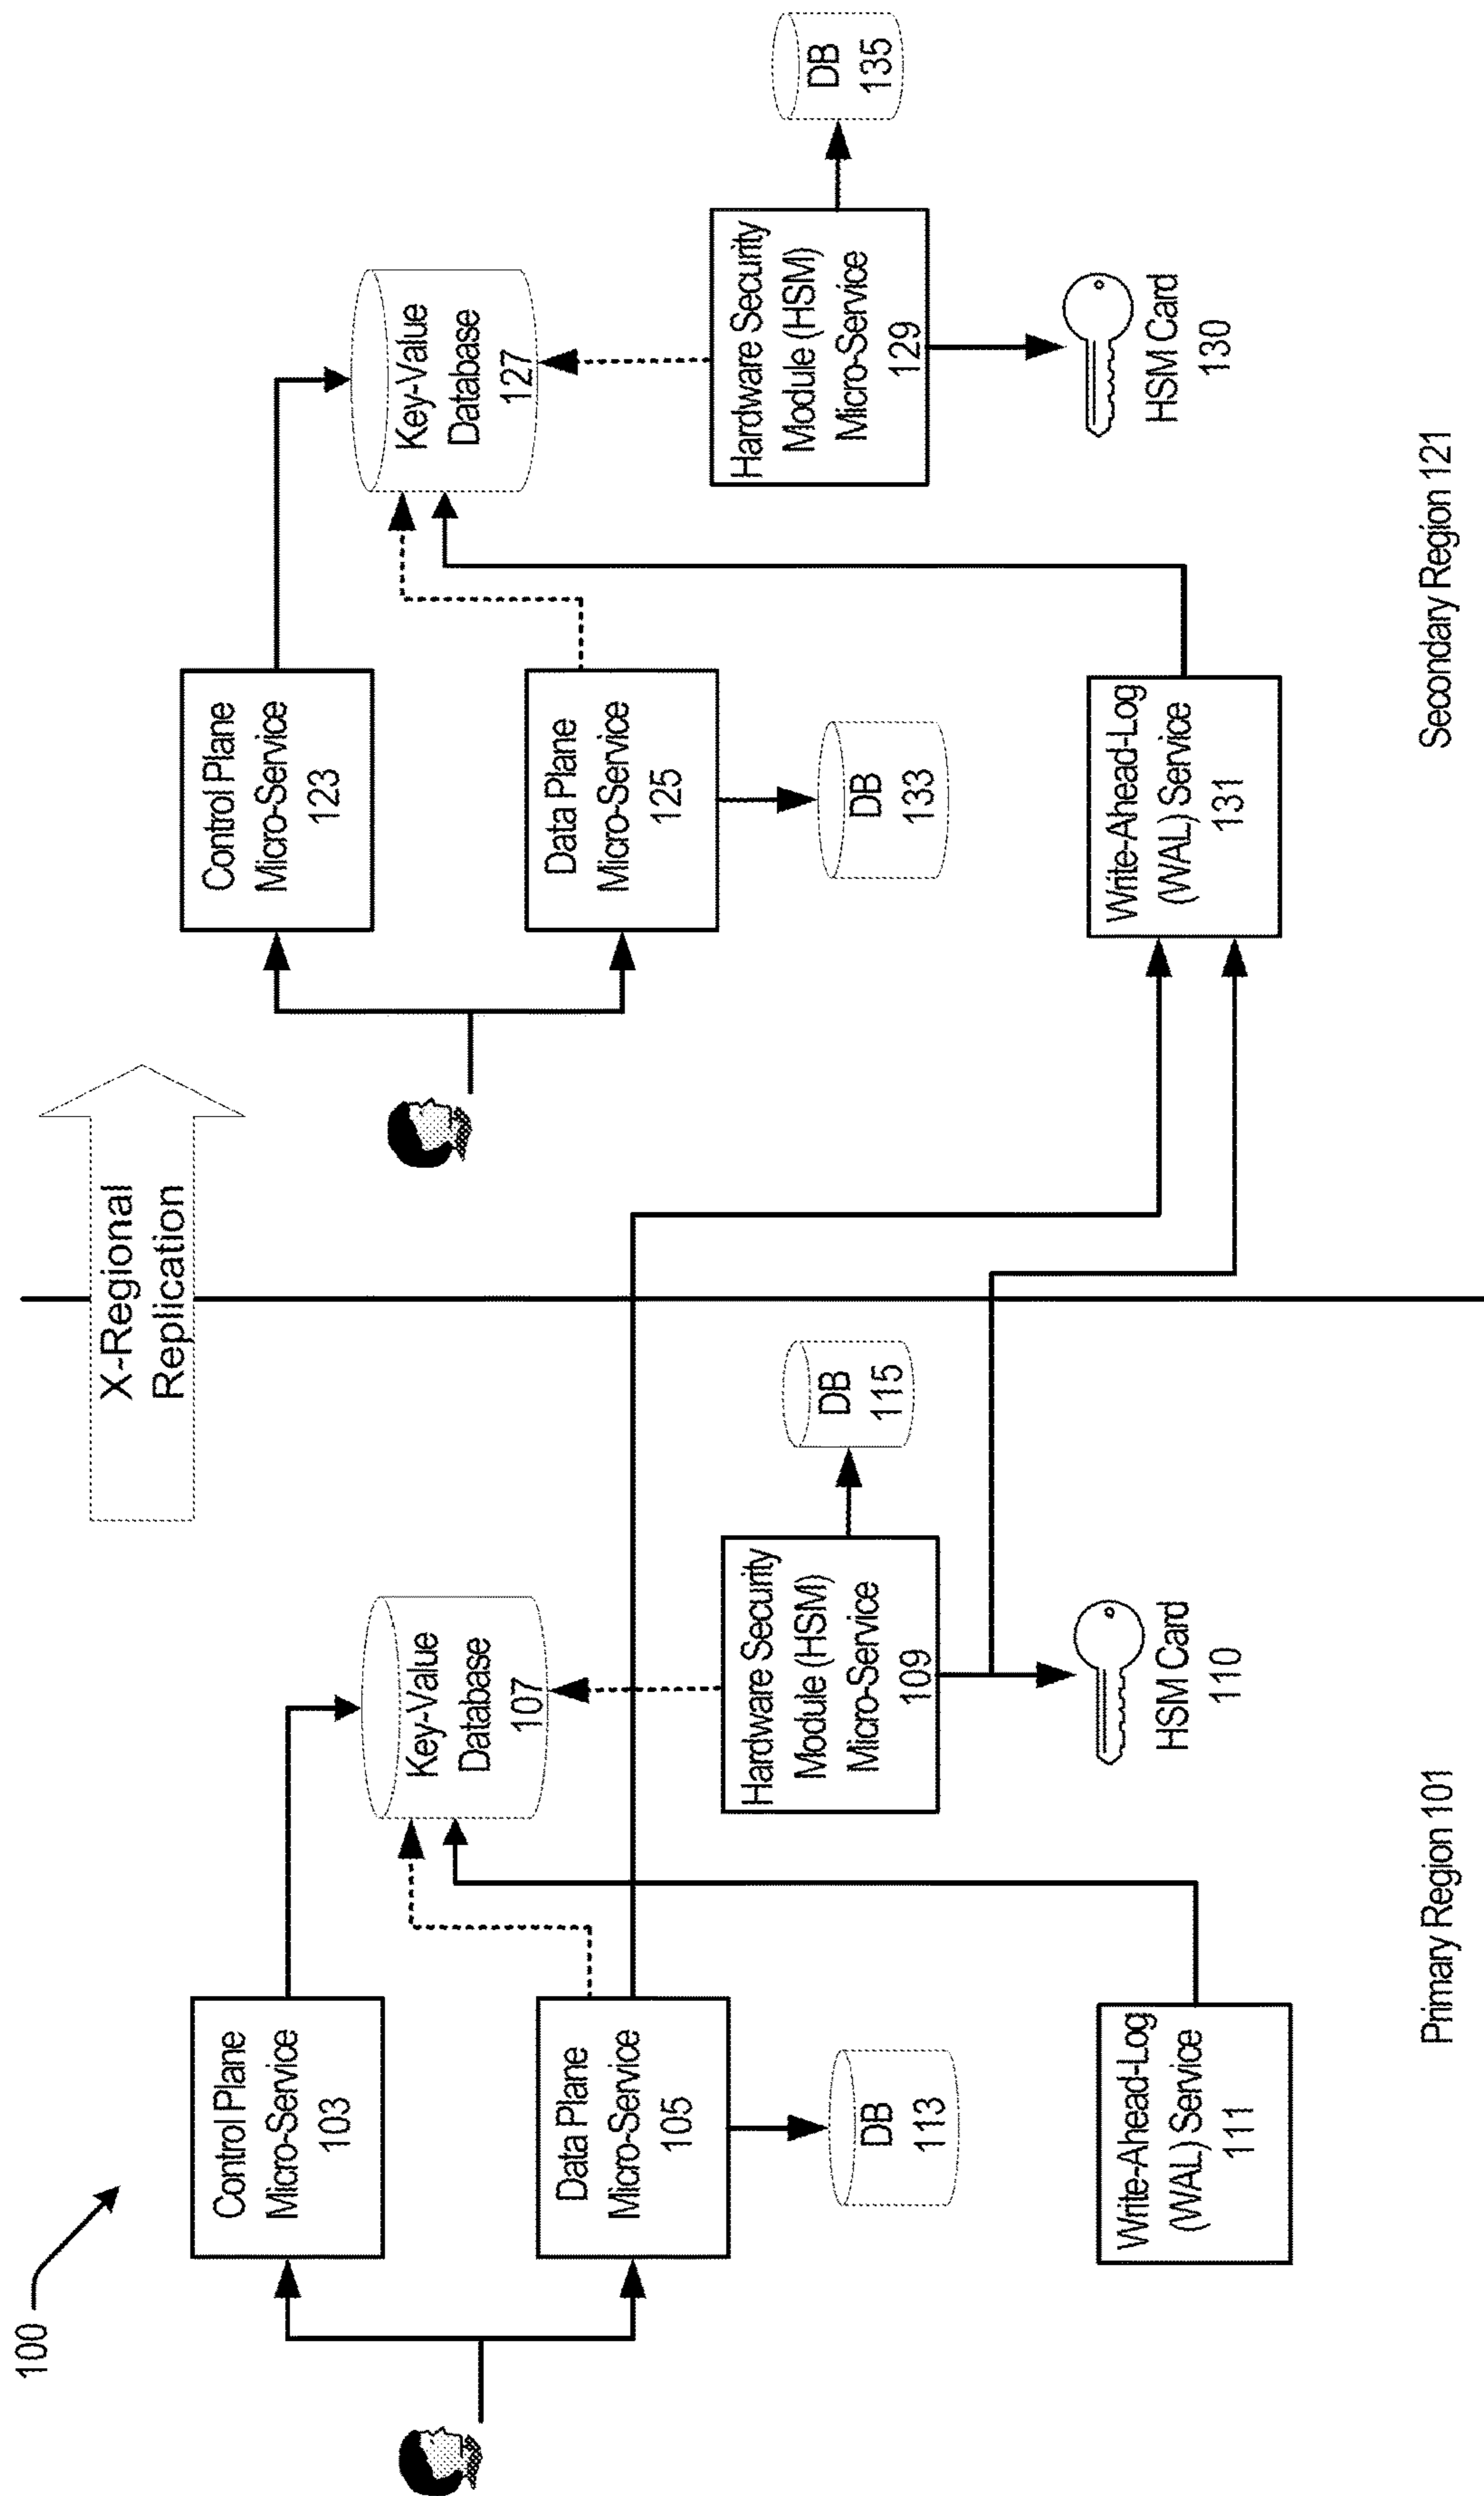 100
X-Regional
Replication
Control Plane
Micro-Service
103
Key-Value
Database
107
Data Plane
Micro-Service
105
DB
113
Hardware Security
Module (HSM)
Micro-Service
109
DB
115
HSM Card
110
Write-Ahead-Log
(WAL) Service
111
Primary Region 101
Control Plane
Micro-Service
123
Key-Value
Database
127
Data Plane
Micro-Service
125
DB
133
Hardware Security
Module (HSM)
Micro-Service
129
DB
135
HSM Card
130
Write-Ahead-Log
(WAL) Service
131
Secondary Region 121